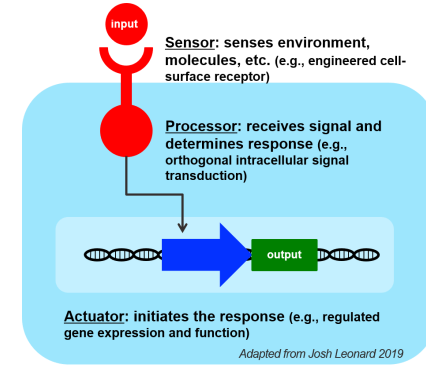 input
Sensor: senses environment,
molecules, etc. (e.g., engineered cell-
surface receptor)
Processor: receives signal and
determines response (e.g.,
orthogonal intracellular signal
transduction)
output
Actuator: initiates the response (e.g., regulated
gene expression and function)
Adapted from Josh Leonard 2019